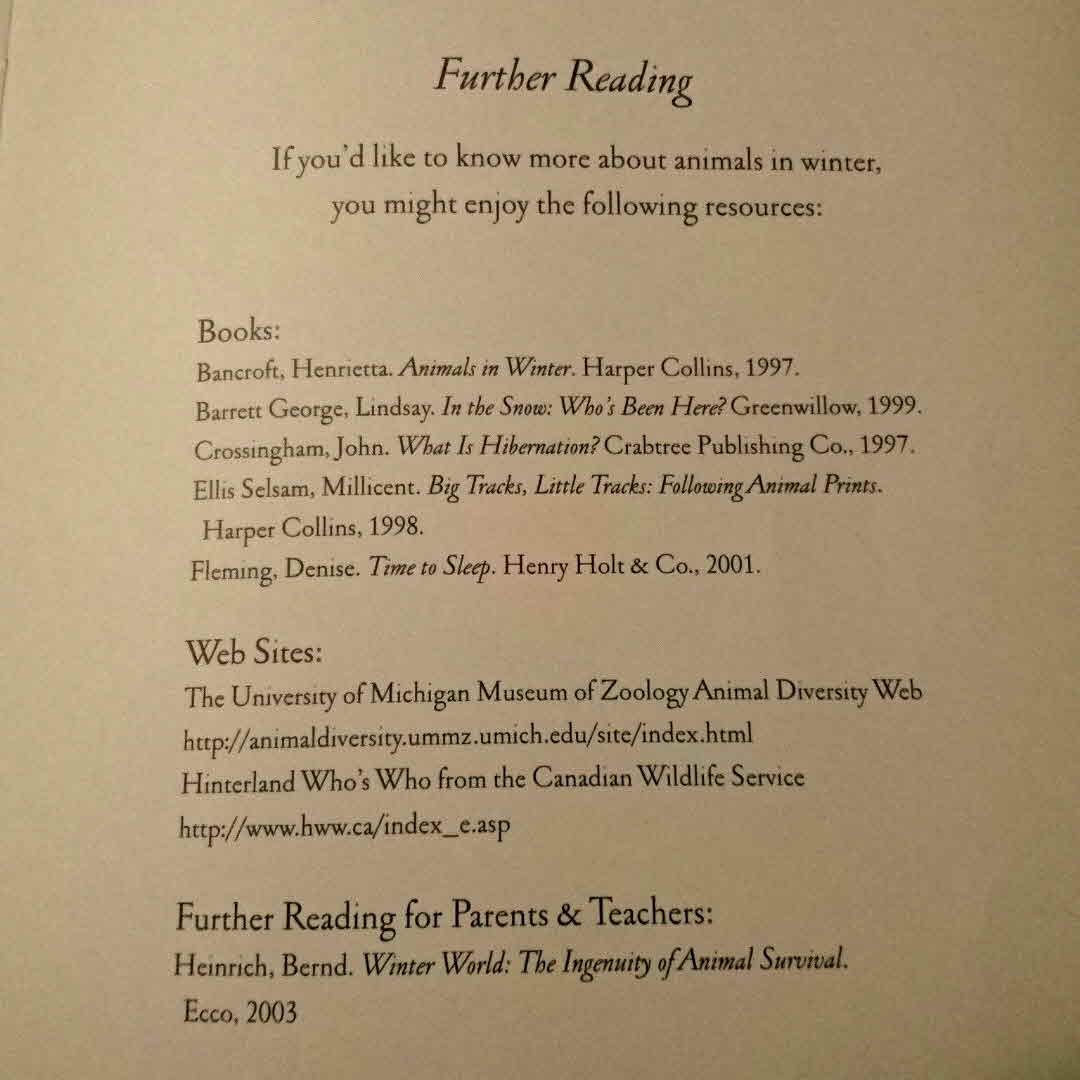 Further Reading
If you'd like to know more about animals in winter,
you might enjoy the following resources:
Books:
Bancroft, Henrietta. Animals in Winter. Harper Collins, 1997.
Barrett George, Lindsay. In the Snow: Who's Been Here? Greenwillow, 1999.
Crossingham, John. What Is Hibernation? Crabtree Publishing Co., 1997.
Ellis Selsam, Millicent. Big Tracks, Little Tracks: Following Animal Prints.
Harper Collins, 1998.
Fleming, Denise. Time to Sleep. Henry Holt & Co., 2001.
Web Sites:
The University of Michigan Museum of Zoology Animal Diversity Web
http://animaldiversity.ummz.umich.edu/site/index.html
Hinterland Who's Who from the Canadian Wildlife Service
http://www.hww.ca/index_e.asp
Further Reading for Parents & Teachers:
Heinrich, Bernd. Winter World: The Ingenuity of Animal Survival.
Ecco, 2003